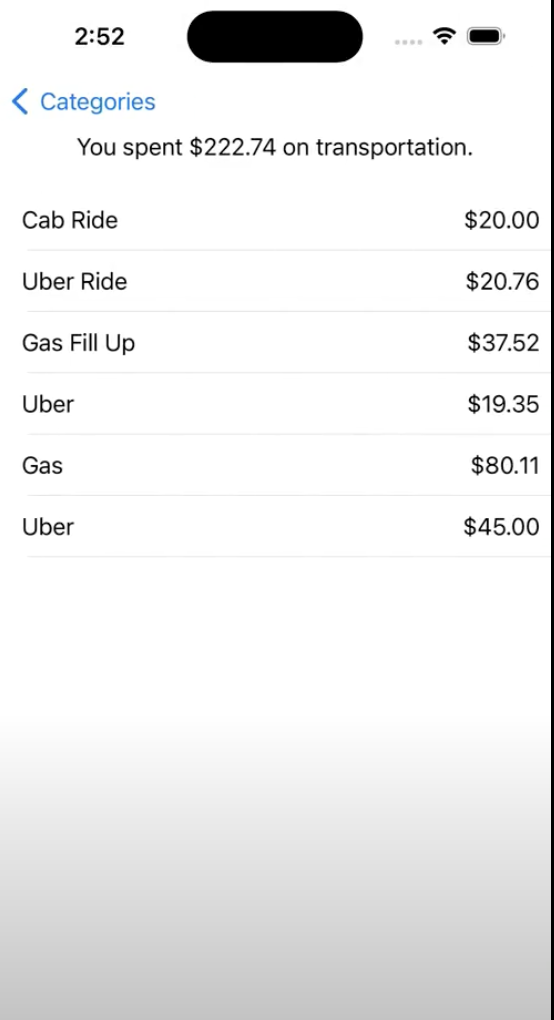 2:52
Categories
You spent $222.74 on transportation.
Cab Ride $20.00
Uber Ride $20.76
Gas Fill Up $37.52
Uber $19.35
Gas $80.11
Uber $45.00